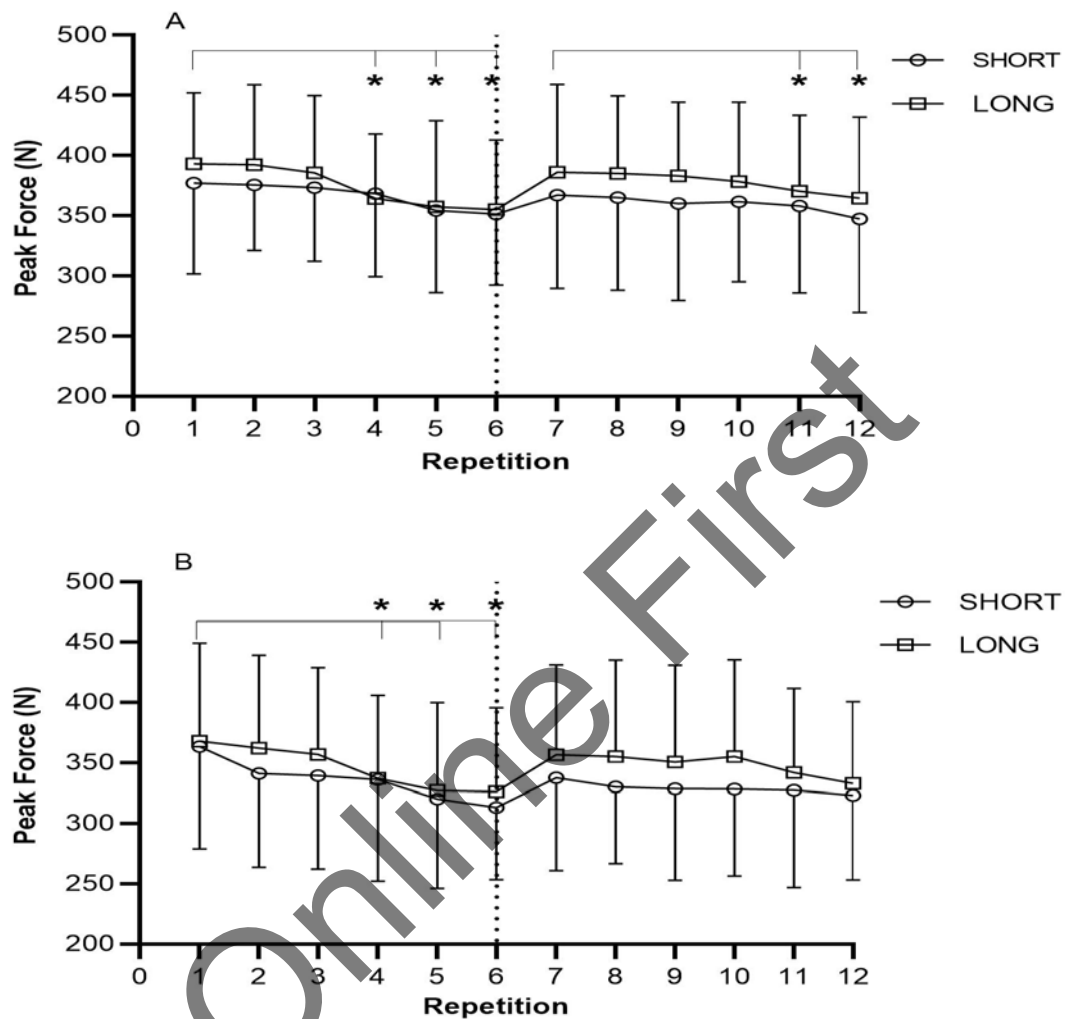 A
500
450
400
350
300
250
200
Peak Force (N)
* * * * *
SHORT
LONG
0 1 2 3 4 5 6 7 8 9 10 11 12
Repetition
B
500
450
400
350
300
250
200
Peak Force (N)
* * *
SHORT
LONG
0 1 2 3 4 5 6 7 8 9 10 11 12
Repetition
Online First